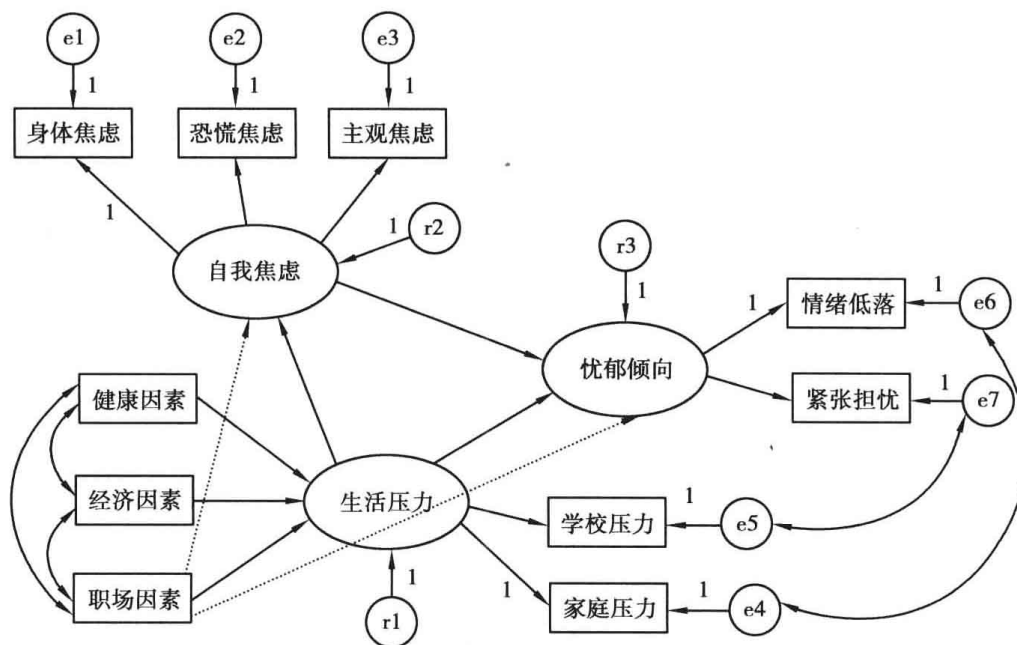 e1
e2
e3
1
1
1
身体焦虑
恐慌焦虑
主观焦虑
1
1
r2
自我焦虑
r3
1
1
情绪低落
1
e6
忧郁倾向
健康因素
紧张担忧
1
e7
经济因素
生活压力
学校压力
1
e5
职场因素
1
r1
1
家庭压力
1
e4